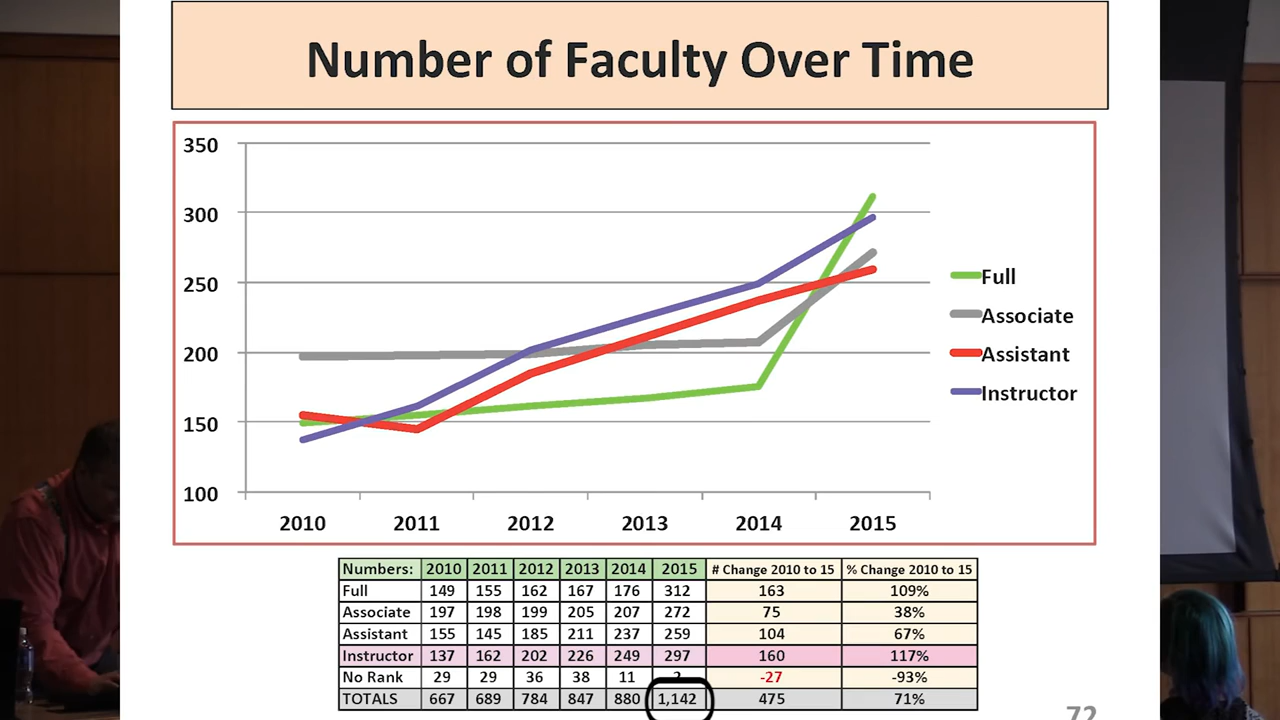 Number of Faculty Over Time
350
300
250
200
150
100
2010 2011 2012 2013 2014 2015
Full
Associate
Assistant
Instructor
Numbers: 2010 2011 2012 2013 2014 2015 # Change 2010 to 15 % Change 2010 to 15
Full 149 155 162 167 176 312 163 109%
Associate 197 198 199 205 207 272 75 38%
Assistant 155 145 185 211 237 259 104 67%
Instructor 137 162 202 226 249 297 160 117%
No Rank 29 29 36 38 11 2 -27 -93%
TOTALS 667 689 784 847 880 1,142 475 71%
72